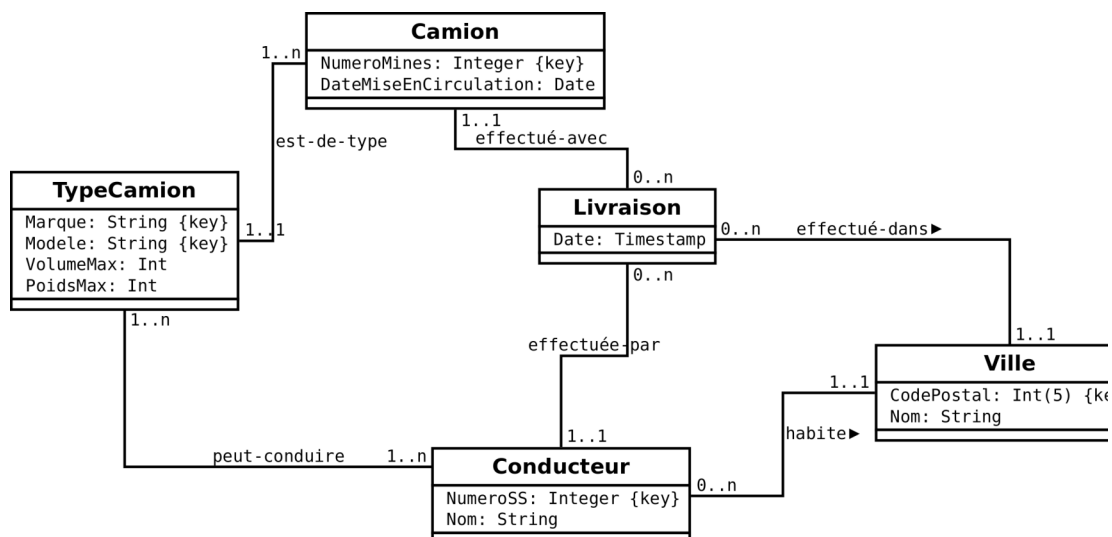 Camion
NumeroMines: Integer {key}
DateMiseEnCirculation: Date
1..n
1..1
est-de-type
effectué-avec
0..n
TypeCamion
Marque: String {key}
Modele: String {key}
VolumeMax: Int
PoidsMax: Int
1..1
1..n
Livraison
Date: Timestamp
0..n
effectué-dans►
0..n
effectuée-par
1..1
1..1
Ville
CodePostal: Int(5) {ke
Nom: String
1..1
habite►
peut-conduire
1..n
Conducteur
NumeroSS: Integer {key}
Nom: String
0..n